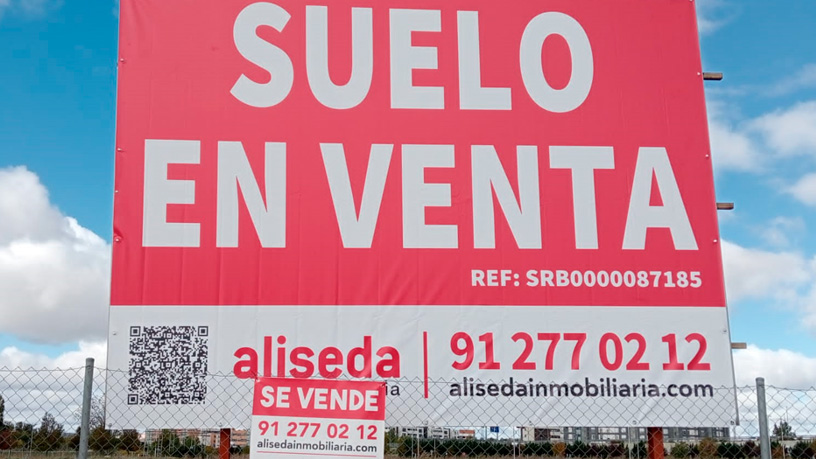 SUELO
EN VENTA
REF: SRB0000087185
aliseda
91 277 02 12
alisedainmobiliaria.com
SE VENDE
91 277 02 12
alisedainmobiliaria.com